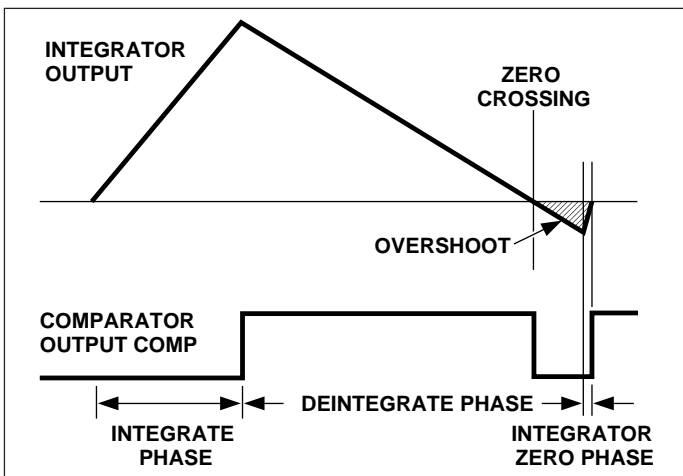 INTEGRATOR
OUTPUT
ZERO
CROSSING
OVERSHOOT
COMPARATOR
OUTPUT COMP
DEINTEGRATE PHASE
INTEGRATE
PHASE
INTEGRATOR
ZERO PHASE